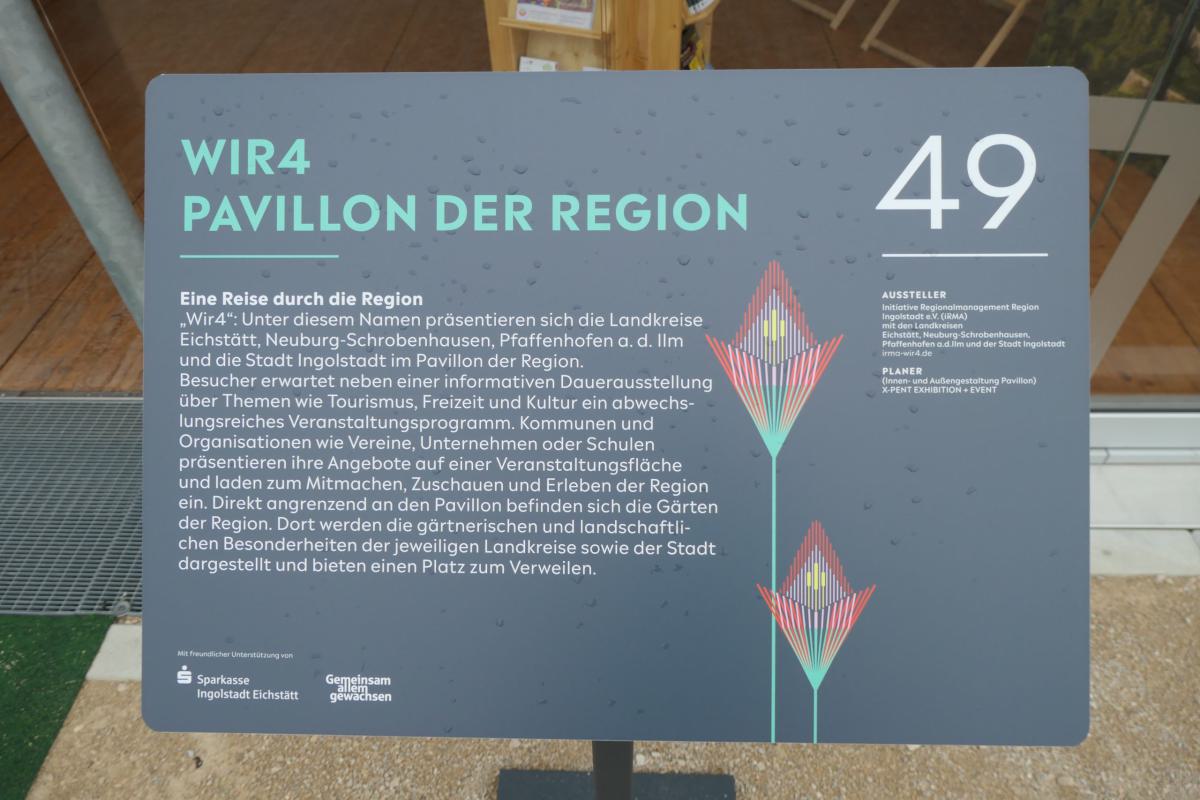 WIR4
PAVILLON DER REGION
49
Eine Reise durch die Region
„Wir4“: Unter diesem Namen präsentieren sich die Landkreise
Eichstätt, Neuburg-Schrobenhausen, Pfaffenhofen a. d. Ilm
und die Stadt Ingolstadt im Pavillon der Region.
Besucher erwartet neben einer informativen Dauerausstellung
über Themen wie Tourismus, Freizeit und Kultur ein abwechs-
lungsreiches Veranstaltungsprogramm. Kommunen und
Organisationen wie Vereine, Unternehmen oder Schulen
präsentieren ihre Angebote auf einer Veranstaltungsfläche
und laden zum Mitmachen, Zuschauen und Erleben der Region
ein. Direkt angrenzend an den Pavillon befinden sich die Gärten
der Region. Dort werden die gärtnerischen und landschaftli-
chen Besonderheiten der jeweiligen Landkreise sowie der Stadt
dargestellt und bieten einen Platz zum Verweilen.
AUSSTELLER
Initiative Regionalmanagement Region
Ingolstadt e.V. (IRMA)
mit den Landkreisen
Eichstätt, Neuburg-Schrobenhausen,
Pfaffenhofen a.d.Ilm und der Stadt Ingolstadt
irma-wir4.de
PLANER
(Innen- und Außengestaltung Pavillon)
X-PENT EXHIBITION + EVENT
Mit freundlicher Unterstützung von
Sparkasse
Ingolstadt Eichstätt
Gemeinsam
allem
gewachsen